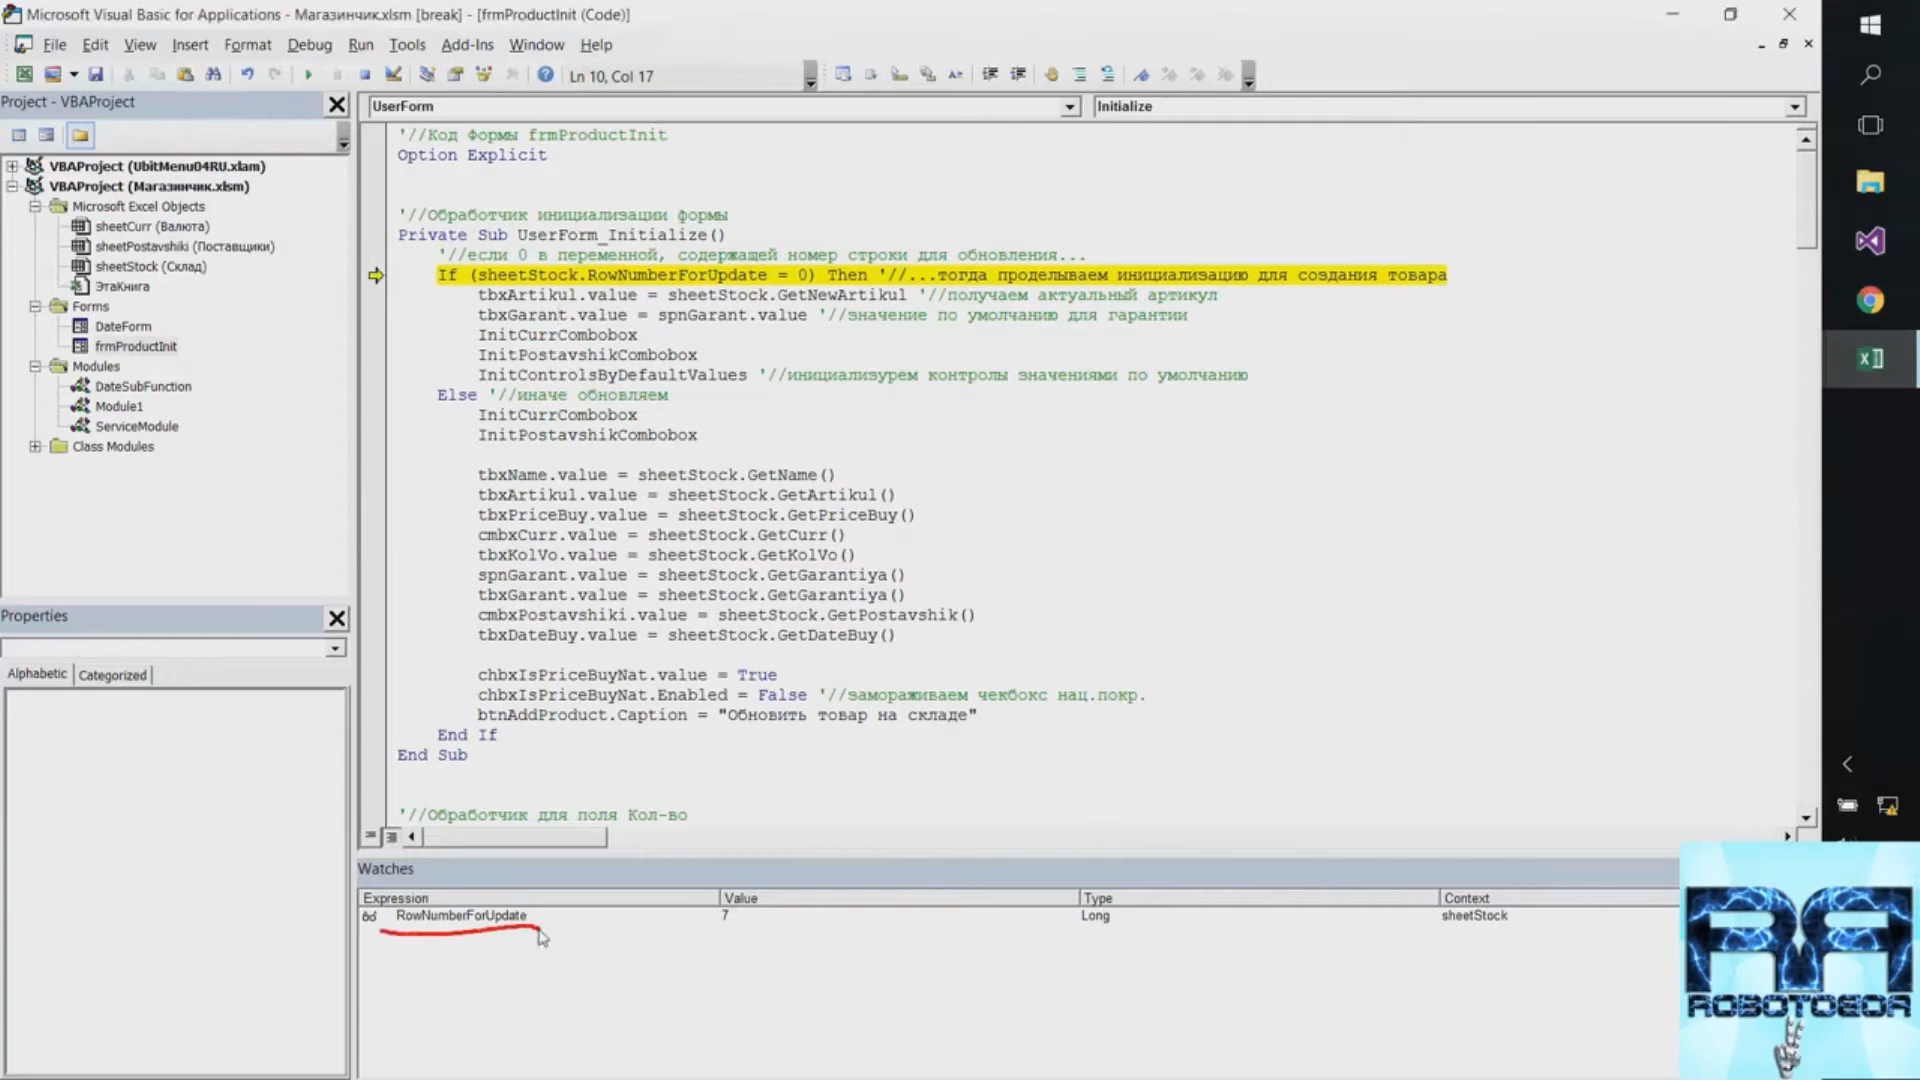 Microsoft Visual Basic for Applications - Магазинчик.xlsm [break] - [frmProductInit (Code)]
File Edit View Insert Format Debug Run Tools Add-Ins Window Help
Ln 10, Col 17
Project - VBAProject
VBAProject (UbitMenu04RU.xlam)
VBAProject (Магазинчик.xlsm)
Microsoft Excel Objects
sheetCurr (Валюта)
sheetPostavshiki (Поставщики)
sheetStock (Склад)
ЭтаКнига
Forms
DateForm
frmProductInit
Modules
DateSubFunction
Module1
ServiceModule
Class Modules
Properties
Alphabetic Categorized
UserForm Initialize
'//Код Формы frmProductInit
Option Explicit
'//Обработчик инициализации формы
Private Sub UserForm_Initialize()
'//если 0 в переменной, содержащей номер строки для обновления...
If (sheetStock.RowNumberForUpdate = 0) Then '//...тогда проделываем инициализацию для создания товара
tbxArtikul.value = sheetStock.GetNewArtikul '//получаем актуальный артикул
tbxGarant.value = spnGarant.value '//значение по умолчанию для гарантии
InitCurrCombobox
InitPostavshikCombobox
InitControlsByDefaultValues '//инициализурем контролы значениями по умолчанию
Else '//иначе обновляем
InitCurrCombobox
InitPostavshikCombobox
tbxName.value = sheetStock.GetName()
tbxArtikul.value = sheetStock.GetArtikul()
tbxPriceBuy.value = sheetStock.GetPriceBuy()
cmbxCurr.value = sheetStock.GetCurr()
tbxKolVo.value = sheetStock.GetKolVo()
spnGarant.value = sheetStock.GetGarantiya()
tbxGarant.value = sheetStock.GetGarantiya()
cmbxPostavshiki.value = sheetStock.GetPostavshik()
tbxDateBuy.value = sheetStock.GetDateBuy()
chbxIsPriceBuyNat.value = True
chbxIsPriceBuyNat.Enabled = False '//замораживаем чекбокс нац.покр.
btnAddProduct.Caption = "Обновить товар на складе"
End If
End Sub
'//Обработчик для поля Кол-во
Watches
Expression Value Type Context
RowNumberForUpdate 7 Long sheetStock
ROBOTOBOR